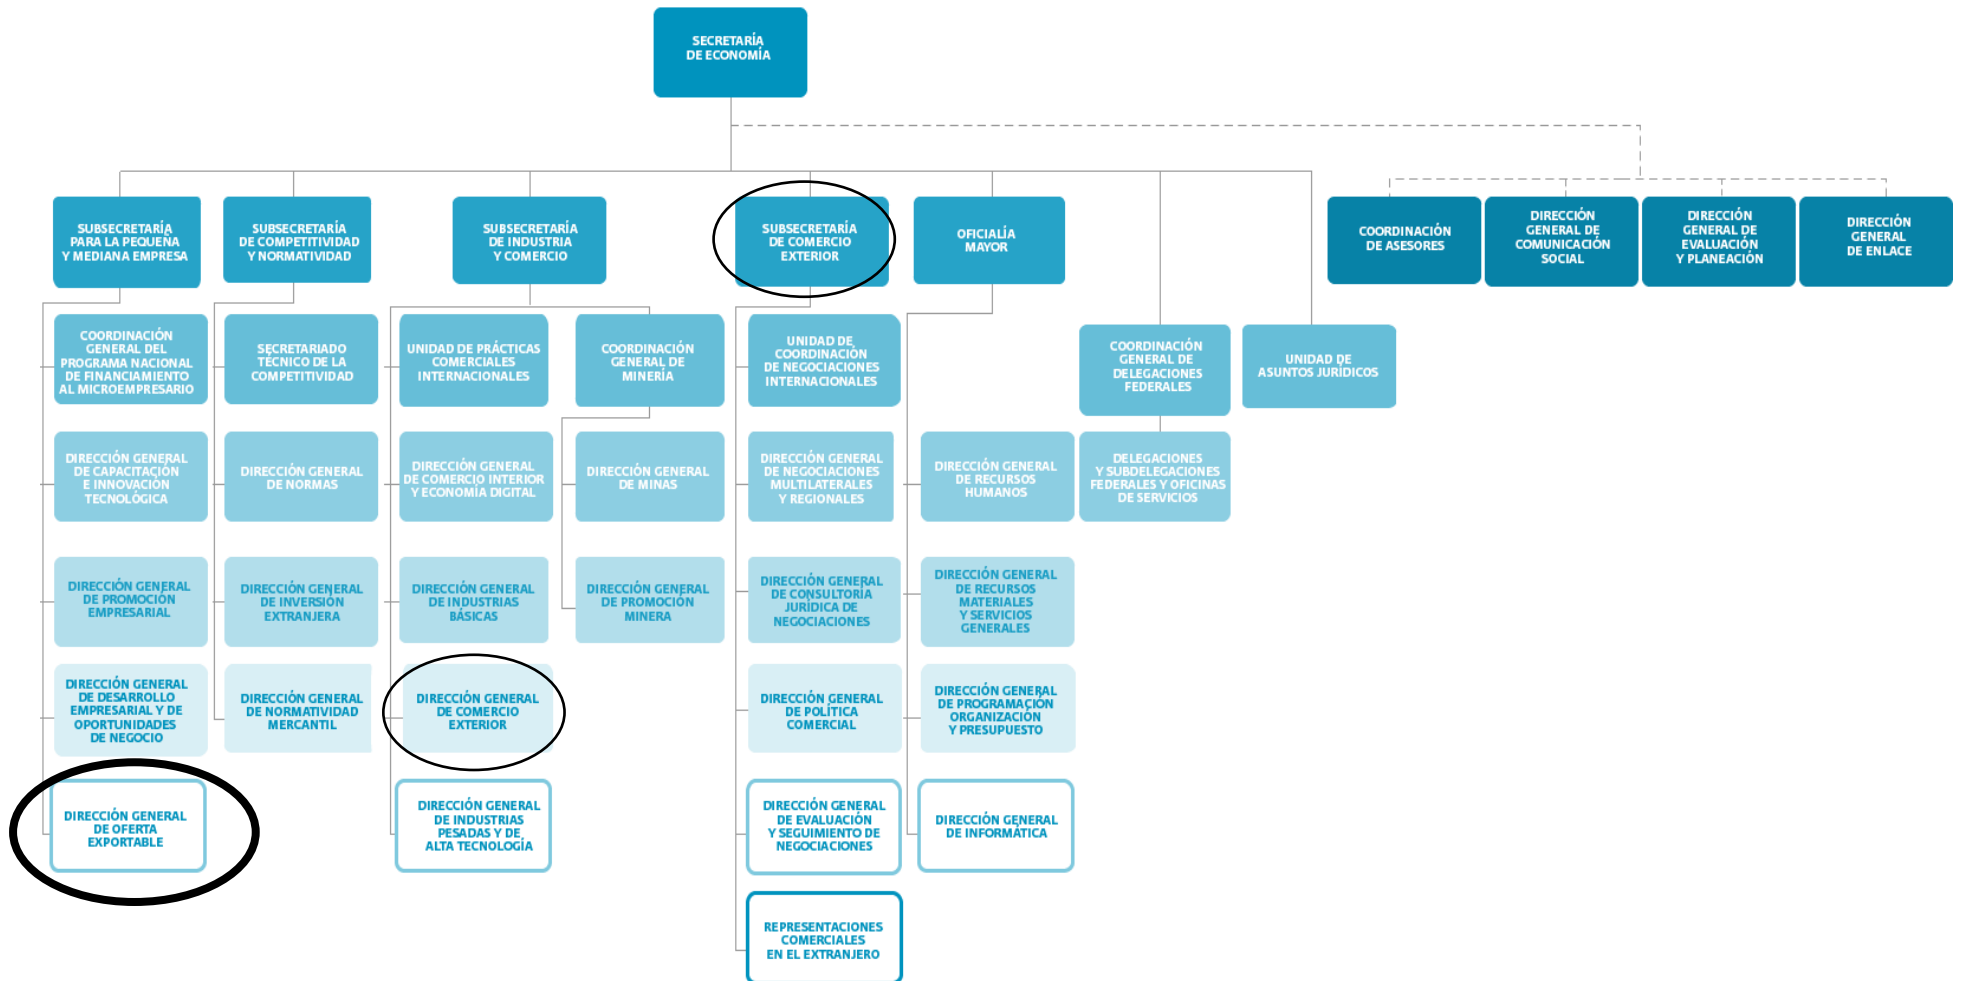 SECRETARÍA
DE ECONOMÍA
SUBSECRETARÍA
PARA LA PEQUEÑA
Y MEDIANA EMPRESA
SUBSECRETARÍA
DE COMPETITIVIDAD
Y NORMATIVIDAD
SUBSECRETARÍA
DE INDUSTRIA
Y COMERCIO
SUBSECRETARÍA
DE COMERCIO
EXTERIOR
OFICIALÍA
MAYOR
COORDINACIÓN
DE ASESORES
DIRECCIÓN
GENERAL DE
COMUNICACIÓN
SOCIAL
DIRECCIÓN
GENERAL DE
EVALUACIÓN
Y PLANEACIÓN
DIRECCIÓN
GENERAL
DE ENLACE
COORDINACIÓN
GENERAL DEL
PROGRAMA NACIONAL
DE FINANCIAMIENTO
AL MICROEMPRESARIO
SECRETARIADO
TÉCNICO DE LA
COMPETITIVIDAD
UNIDAD DE PRÁCTICAS
COMERCIALES
INTERNACIONALES
COORDINACIÓN
GENERAL DE
MINERÍA
UNIDAD DE
COORDINACIÓN
DE NEGOCIACIONES
INTERNACIONALES
COORDINACIÓN
GENERAL DE
DELEGACIONES
FEDERALES
UNIDAD DE
ASUNTOS JURÍDICOS
DIRECCIÓN GENERAL
DE CAPACITACIÓN
E INNOVACIÓN
TECNOLÓGICA
DIRECCIÓN GENERAL
DE NORMAS
DIRECCIÓN GENERAL
DE COMERCIO INTERIOR
Y ECONOMÍA DIGITAL
DIRECCIÓN GENERAL
DE MINAS
DIRECCIÓN GENERAL
DE NEGOCIACIONES
MULTILATERALES
Y REGIONALES
DIRECCIÓN GENERAL
DE RECURSOS
HUMANOS
DELEGACIONES
Y SUBDELEGACIONES
FEDERALES Y OFICINAS
DE SERVICIOS
DIRECCIÓN GENERAL
DE PROMOCIÓN
EMPRESARIAL
DIRECCIÓN GENERAL
DE INVERSIÓN
EXTRANJERA
DIRECCIÓN GENERAL
DE INDUSTRIAS
BÁSICAS
DIRECCIÓN GENERAL
DE PROMOCIÓN
MINERA
DIRECCIÓN GENERAL
DE CONSULTORÍA
JURÍDICA DE
NEGOCIACIONES
DIRECCIÓN GENERAL
DE RECURSOS
MATERIALES
Y SERVICIOS
GENERALES
DIRECCIÓN GENERAL
DE DESARROLLO
EMPRESARIAL Y DE
OPORTUNIDADES
DE NEGOCIO
DIRECCIÓN GENERAL
DE NORMATIVIDAD
MERCANTIL
DIRECCIÓN GENERAL
DE COMERCIO
EXTERIOR
DIRECCIÓN GENERAL
DE POLÍTICA
COMERCIAL
DIRECCIÓN GENERAL
DE PROGRAMACIÓN
ORGANIZACIÓN
Y PRESUPUESTO
DIRECCIÓN GENERAL
DE OFERTA
EXPORTABLE
DIRECCIÓN GENERAL
DE INDUSTRIAS
PESADAS Y DE
ALTA TECNOLOGÍA
DIRECCIÓN GENERAL
DE EVALUACIÓN
Y SEGUIMIENTO DE
NEGOCIACIONES
DIRECCIÓN GENERAL
DE INFORMÁTICA
REPRESENTACIONES
COMERCIALES
EN EL EXTRANJERO